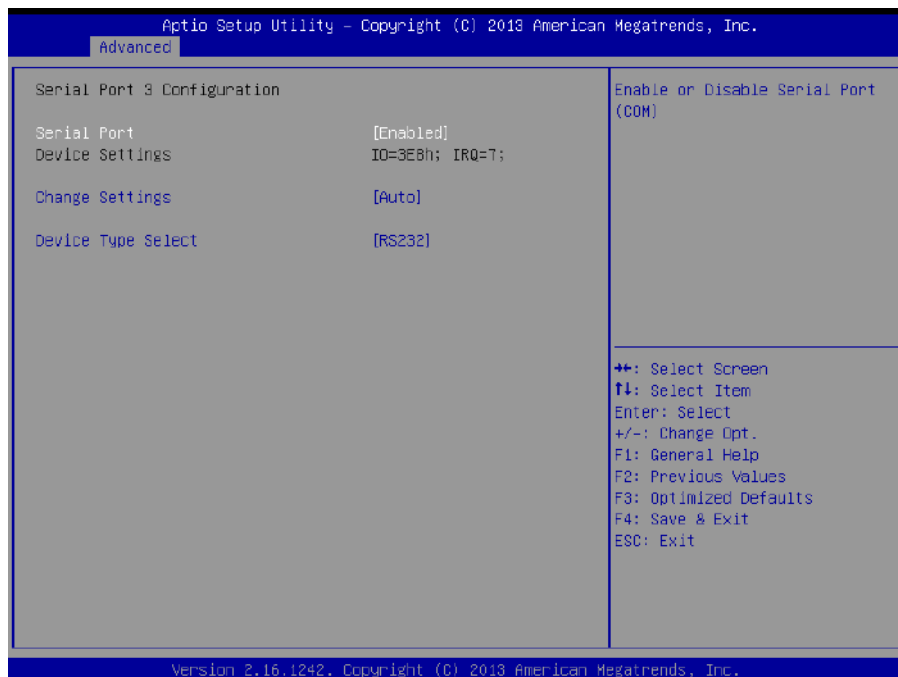 Aptio Setup Utility – Copyright (C) 2013 American Megatrends, Inc.
Advanced
Serial Port 3 Configuration
Serial Port [Enabled]
Device Settings IO=3E8h; IRQ=7;
Change Settings [Auto]
Device Type Select [RS232]
Enable or Disable Serial Port
(COM)
→←: Select Screen
↑↓: Select Item
Enter: Select
+/-: Change Opt.
F1: General Help
F2: Previous Values
F3: Optimized Defaults
F4: Save & Exit
ESC: Exit
Version 2.16.1242. Copyright (C) 2013 American Megatrends, Inc.